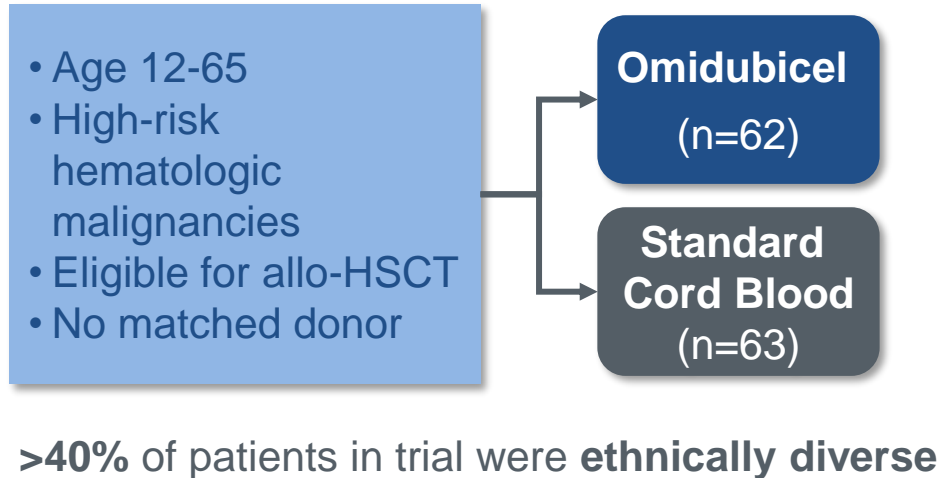 • Age 12-65
• High-risk
hematologic
malignancies
• Eligible for allo-HSCT
• No matched donor
Omidubicel
(n=62)
Standard
Cord Blood
(n=63)
>40% of patients in trial were ethnically diverse